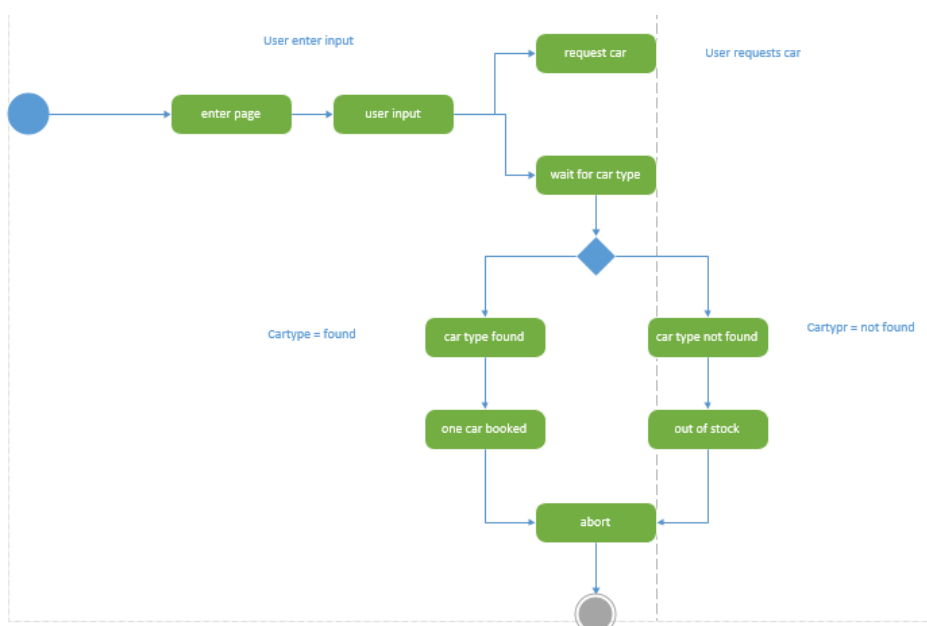 User enter input
request car
User requests car
enter page
user input
wait for car type
Cartype = found
car type found
car type not found
Cartypr = not found
one car booked
out of stock
abort